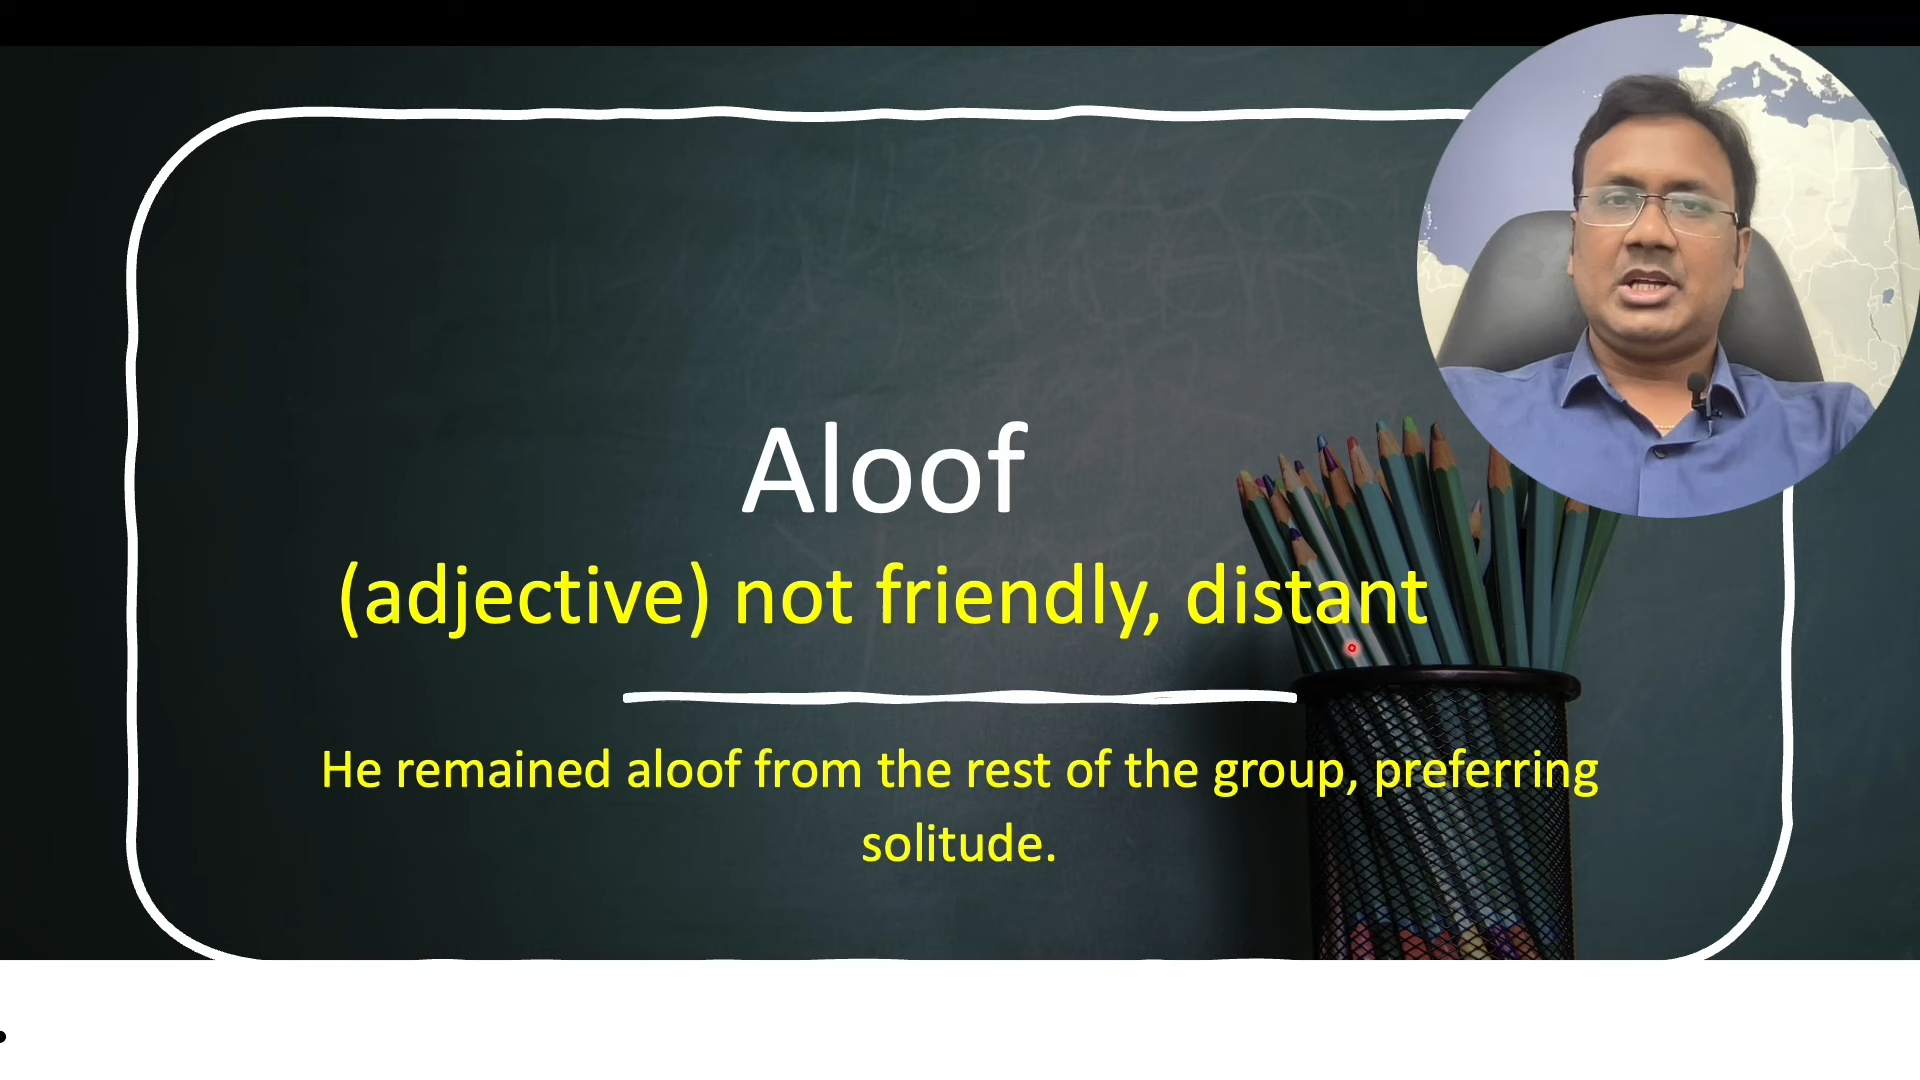 Aloof
(adjective) not friendly, distant
He remained aloof from the rest of the group, preferring
solitude.